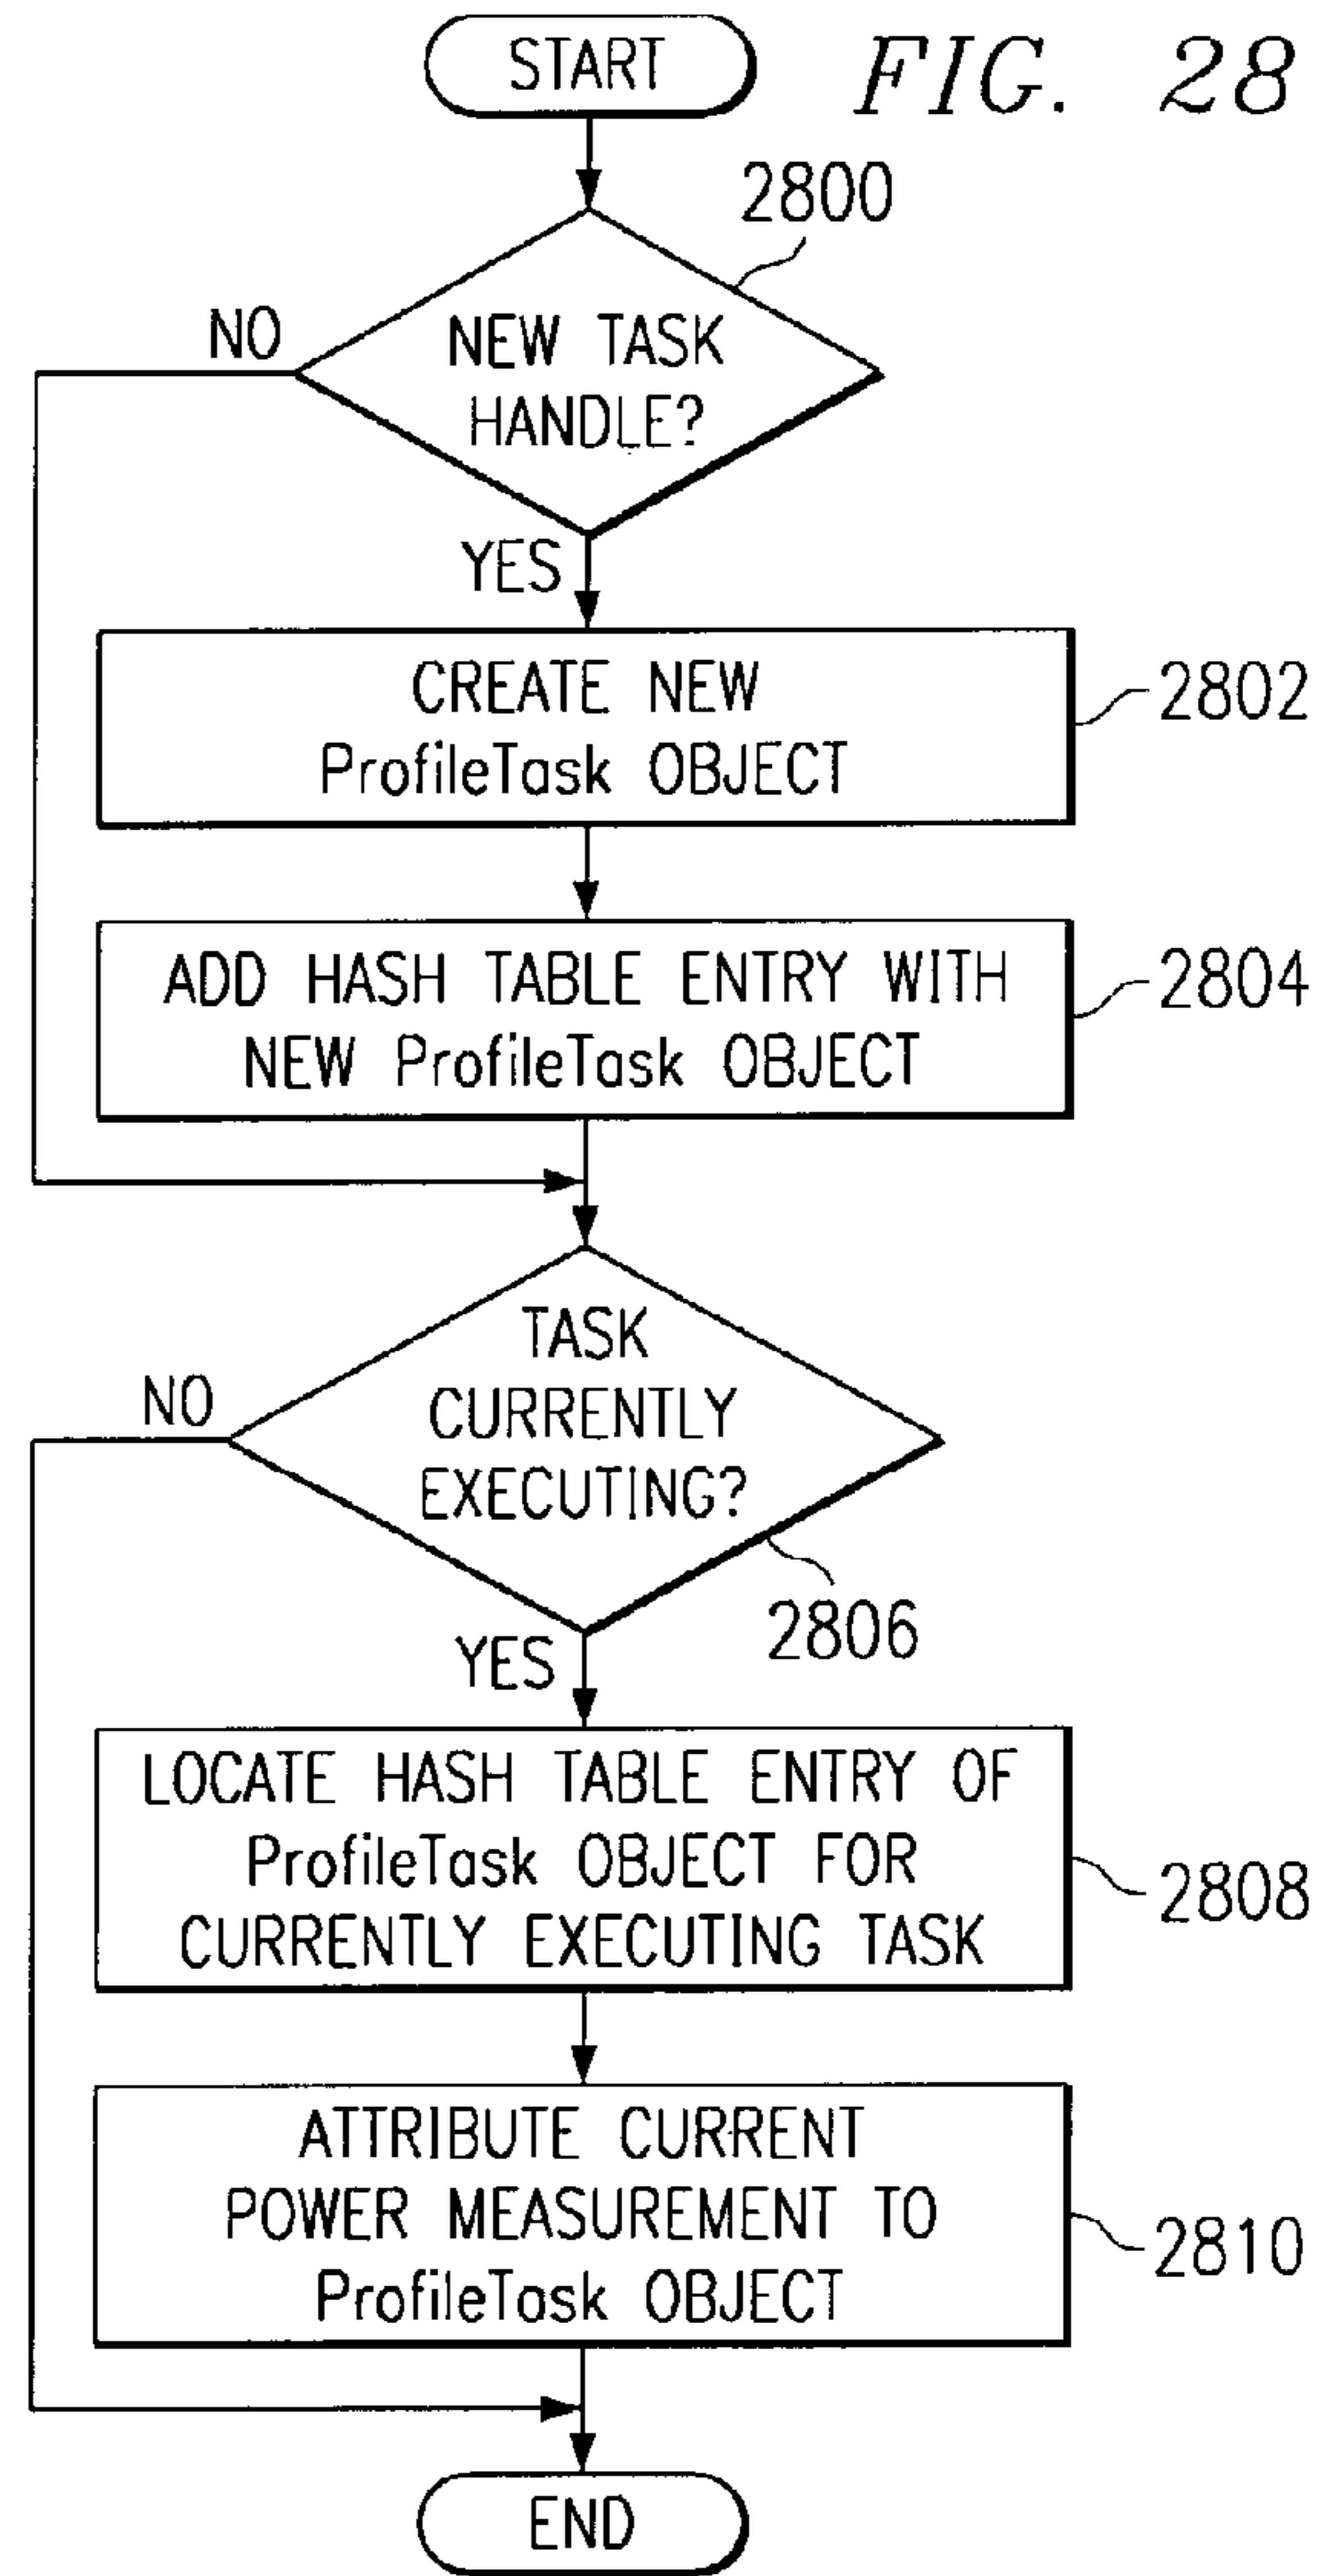 START
FIG. 28
2800
NO
NEW TASK
HANDLE?
YES
CREATE NEW
ProfileTask OBJECT
2802
ADD HASH TABLE ENTRY WITH
NEW ProfileTask OBJECT
2804
TASK
CURRENTLY
EXECUTING?
NO
2806
YES
LOCATE HASH TABLE ENTRY OF
ProfileTask OBJECT FOR
CURRENTLY EXECUTING TASK
2808
ATTRIBUTE CURRENT
POWER MEASUREMENT TO
ProfileTask OBJECT
2810
END